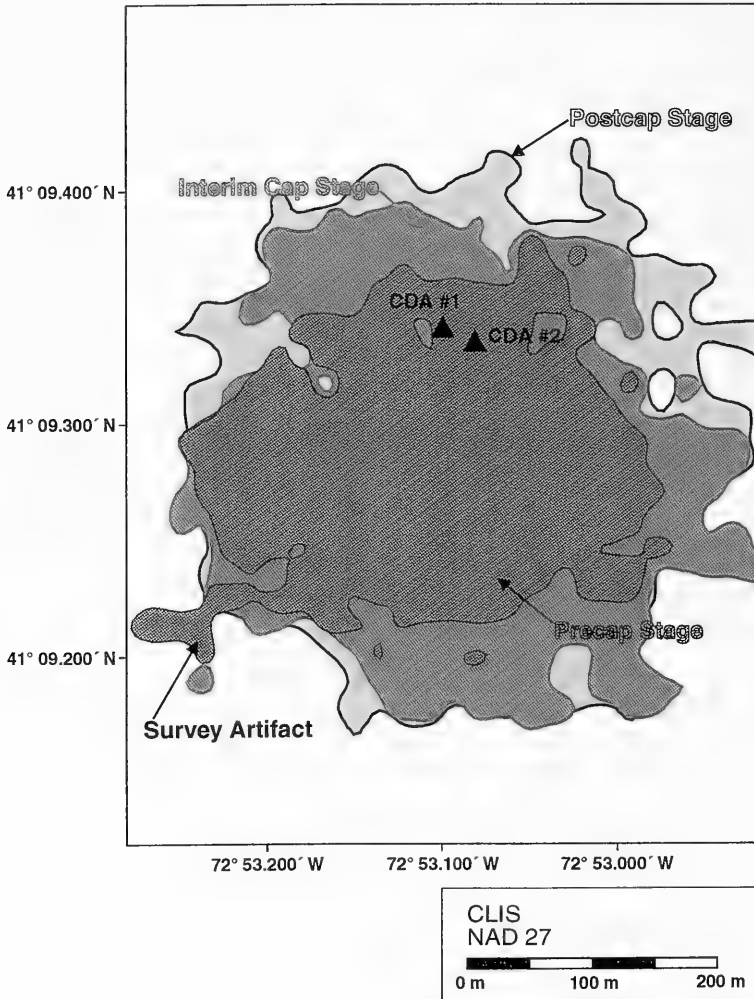 Postcap Stage
41° 09.400´ N
Interim Cap Stage
CDA #1
CDA #2
41° 09.300´ N
Precap Stage
41° 09.200´ N
Survey Artifact
72° 53.200´ W
72° 53.100´ W
72° 53.000´ W
CLIS
NAD 27
0 m
100 m
200 m